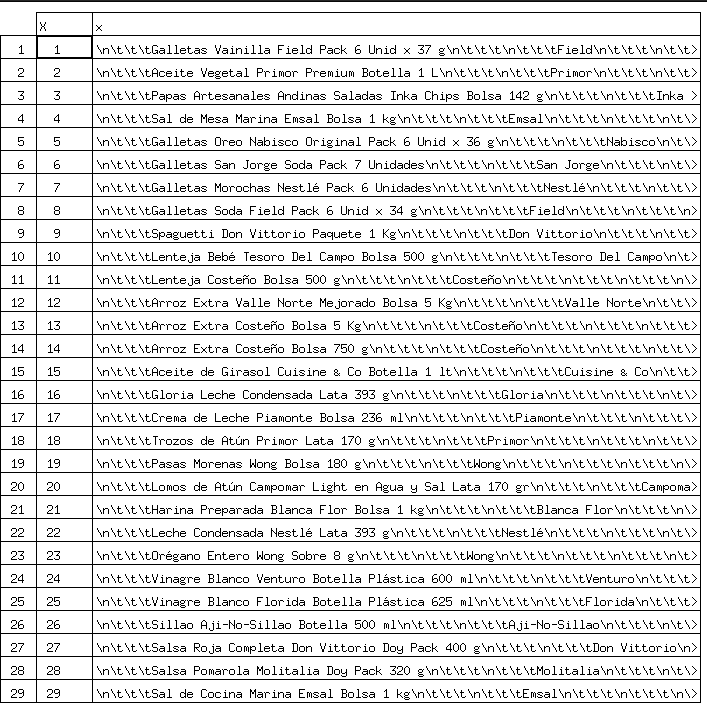 X x
1 1 \n\t\t\tGalletas Vainilla Field Pack 6 Unid x 37 g\n\t\t\t\n\t\t\tField\n\t\t\t\n\t\t>
2 2 \n\t\t\tAceite Vegetal Primor Premium Botella 1 L\n\t\t\t\n\t\t\tPrimor\n\t\t\t\n\t\t>
3 3 \n\t\t\tPapas Artesanales Andinas Saladas Inka Chips Bolsa 142 g\n\t\t\t\n\t\t\tInka >
4 4 \n\t\t\tSal de Mesa Marina Emsal Bolsa 1 kg\n\t\t\t\n\t\t\tEmsal\n\t\t\t\n\t\t\t\n\t>
5 5 \n\t\t\tGalletas Oreo Nabisco Original Pack 6 Unid x 36 g\n\t\t\t\n\t\t\tNabisco\n\t\>
6 6 \n\t\t\tGalletas San Jorge Soda Pack 7 Unidades\n\t\t\t\n\t\t\tSan Jorge\n\t\t\t\n\t>
7 7 \n\t\t\tGalletas Morochas Nestlé Pack 6 Unidades\n\t\t\t\n\t\t\tNestlé\n\t\t\t\n\t\t>
8 8 \n\t\t\tGalletas Soda Field Pack 6 Unid x 34 g\n\t\t\t\n\t\t\tField\n\t\t\t\n\t\t\t\n>
9 9 \n\t\t\tSpaguetti Don Vittorio Paquete 1 Kg\n\t\t\t\n\t\t\tDon Vittorio\n\t\t\t\n\t\t>
10 10 \n\t\t\tLenteja Bebé Tesoro Del Campo Bolsa 500 g\n\t\t\t\n\t\t\tTesoro Del Campo\n\t>
11 11 \n\t\t\tLenteja Costeño Bolsa 500 g\n\t\t\t\n\t\t\tCosteño\n\t\t\t\n\t\t\t\n\t\t\t\n\>
12 12 \n\t\t\tArroz Extra Valle Norte Mejorado Bolsa 5 Kg\n\t\t\t\n\t\t\tValle Norte\n\t\t\>
13 13 \n\t\t\tArroz Extra Costeño Bolsa 5 Kg\n\t\t\t\n\t\t\tCosteño\n\t\t\t\n\t\t\t\n\t\t>
14 14 \n\t\t\tArroz Extra Costeño Bolsa 750 g\n\t\t\t\n\t\t\tCosteño\n\t\t\t\n\t\t\t\n\t\>
15 15 \n\t\t\tAceite de Girasol Cuisine & Co Botella 1 lt\n\t\t\t\n\t\t\tCuisine & Co\n\t\t>
16 16 \n\t\t\tGloria Leche Condensada Lata 393 g\n\t\t\t\n\t\t\tGloria\n\t\t\t\n\t\t\t\n\t>
17 17 \n\t\t\tCrema de Leche Piamonte Bolsa 236 ml\n\t\t\t\n\t\t\tPiamonte\n\t\t\t\n\t\t\t\>
18 18 \n\t\t\tTrozos de Atún Primor Lata 170 g\n\t\t\t\n\t\t\tPrimor\n\t\t\t\n\t\t\t\n\t\t>
19 19 \n\t\t\tPasas Morenas Wong Bolsa 180 g\n\t\t\t\n\t\t\tWong\n\t\t\t\n\t\t\t\n\t\t\t\n\>
20 20 \n\t\t\tLomos de Atún Campomar Light en Agua y Sal Lata 170 gr\n\t\t\t\n\t\t\tCampoma>
21 21 \n\t\t\tHarina Preparada Blanca Flor Bolsa 1 kg\n\t\t\t\n\t\t\tBlanca Flor\n\t\t\t\n\t>
22 22 \n\t\t\tLeche Condensada Nestlé Lata 393 g\n\t\t\t\n\t\t\tNestlé\n\t\t\t\n\t\t\t\n\t\>
23 23 \n\t\t\tOrégano Entero Wong Sobre 8 g\n\t\t\t\n\t\t\tWong\n\t\t\t\n\t\t\t\n\t\t\t\n\t>
24 24 \n\t\t\tVinagre Blanco Venturo Botella Plástica 600 ml\n\t\t\t\n\t\t\tVenturo\n\t\t\t>
25 25 \n\t\t\tVinagre Blanco Florida Botella Plástica 625 ml\n\t\t\t\n\t\t\tFlorida\n\t\t\t\>
26 26 \n\t\t\tSillao Aji-No-Sillao Botella 500 ml\n\t\t\t\n\t\t\tAji-No-Sillao\n\t\t\t\n\t\>
27 27 \n\t\t\tSalsa Roja Completa Don Vittorio Doy Pack 400 g\n\t\t\t\n\t\t\tDon Vittorio\n>
28 28 \n\t\t\tSalsa Pomarola Molitalia Doy Pack 320 g\n\t\t\t\n\t\t\tMolitalia\n\t\t\t\n\t\t\>
29 29 \n\t\t\tSal de Cocina Marina Emsal Bolsa 1 kg\n\t\t\t\n\t\t\tEmsal\n\t\t\t\n\t\t\t\n\>